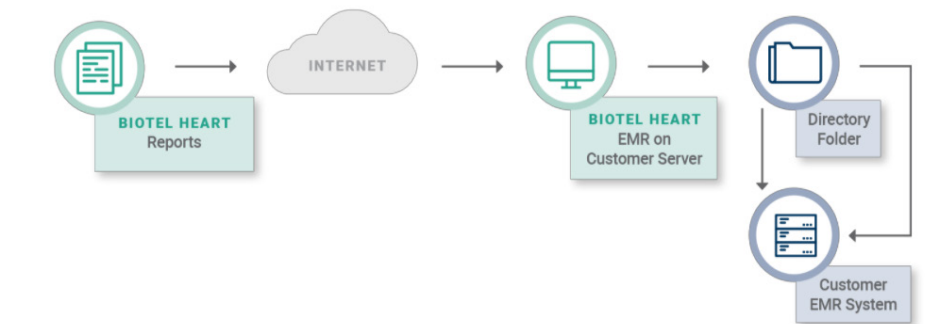 BIOTEL HEART
Reports
INTERNET
BIOTEL HEART
EMR on
Customer Server
Directory
Folder
Customer
EMR System